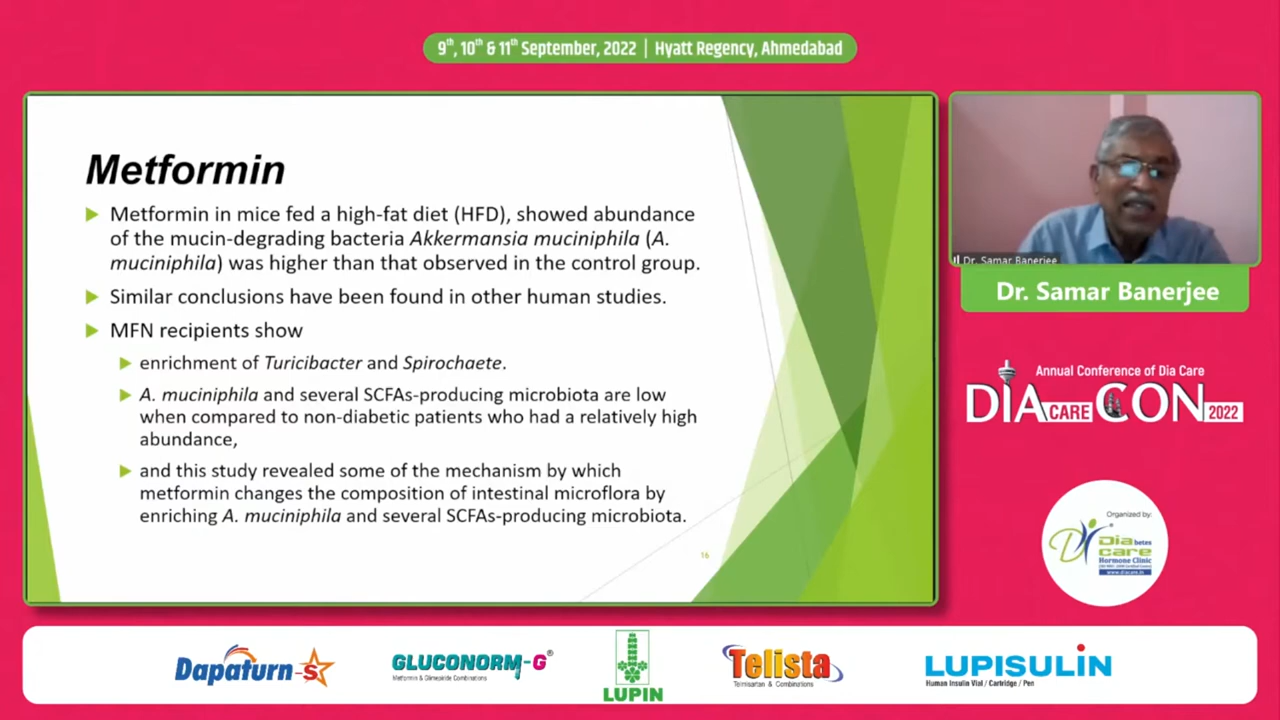 9th, 10th & 11th September, 2022 | Hyatt Regency, Ahmedabad
Metformin
Metformin in mice fed a high-fat diet (HFD), showed abundance
of the mucin-degrading bacteria Akkermansia muciniphila (A.
muciniphila) was higher than that observed in the control group.
Similar conclusions have been found in other human studies.
MFN recipients show
enrichment of Turicibacter and Spirochaete.
A. muciniphila and several SCFAs-producing microbiota are low
when compared to non-diabetic patients who had a relatively high
abundance,
and this study revealed some of the mechanism by which
metformin changes the composition of intestinal microflora by
enriching A. muciniphila and several SCFAs-producing microbiota.
16
Dr. Samar Banerjee
Dr. Samar Banerjee
Annual Conference of Dia Care
DIA CARE CON 2022
Organized by:
Diabetes
care
Hormone Clinic
www.diacare.in
Dapaturn-S
GLUCONORM-G®
Metformin & Glimepiride Combinations
LUPIN
Telista
Telmisartan & Combinations
LUPISULIN
Human Insulin Vial / Cartridge / Pen